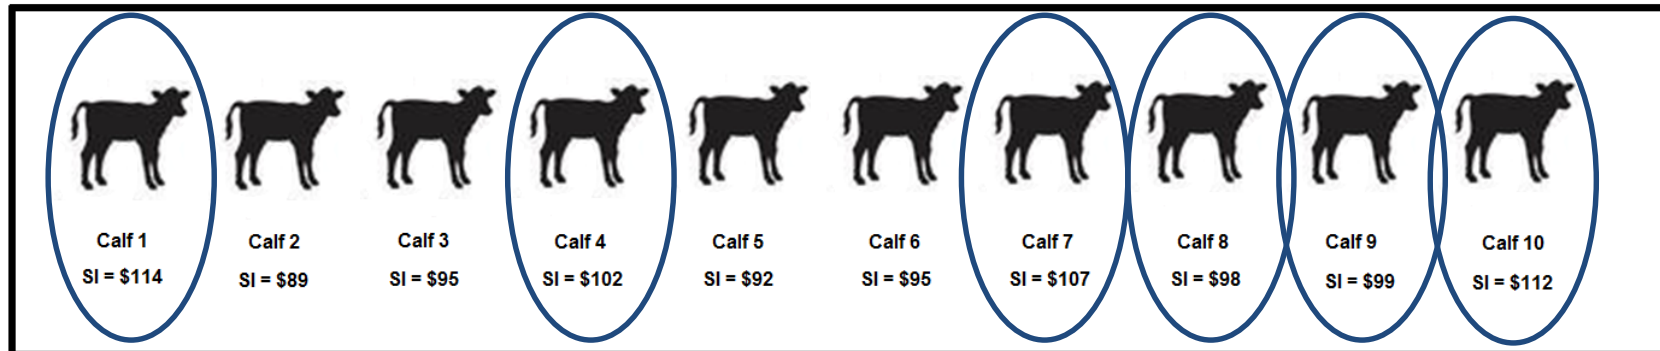 Calf 1 Calf 2 Calf 3 Calf 4 Calf 5 Calf 6 Calf 7 Calf 8 Calf 9 Calf 10
SI = $114 SI = $89 SI = $95 SI = $102 SI = $92 SI = $95 SI = $107 SI = $98 SI = $99 SI = $112